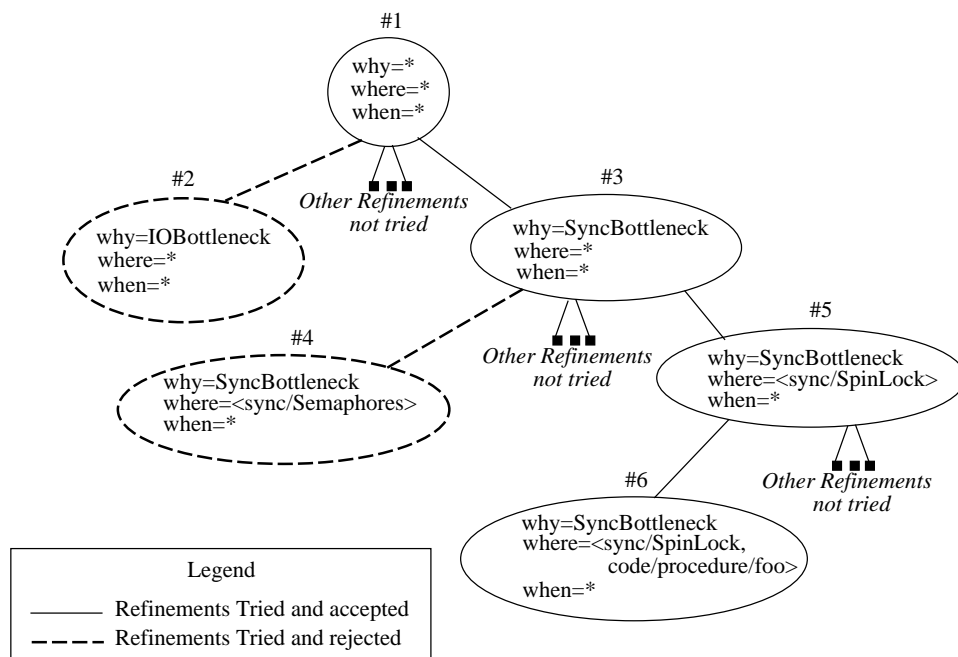 #1
why=*
where=*
when=*
#2
Other Refinements
not tried
#3
why=IOBottleneck
where=*
when=*
why=SyncBottleneck
where=*
when=*
#4
Other Refinements
not tried
#5
why=SyncBottleneck
where=<sync/Semaphores>
when=*
why=SyncBottleneck
where=<sync/SpinLock>
when=*
#6
Other Refinements
not tried
why=SyncBottleneck
where=<sync/SpinLock,
code/procedure/foo>
when=*
Legend
Refinements Tried and accepted
Refinements Tried and rejected